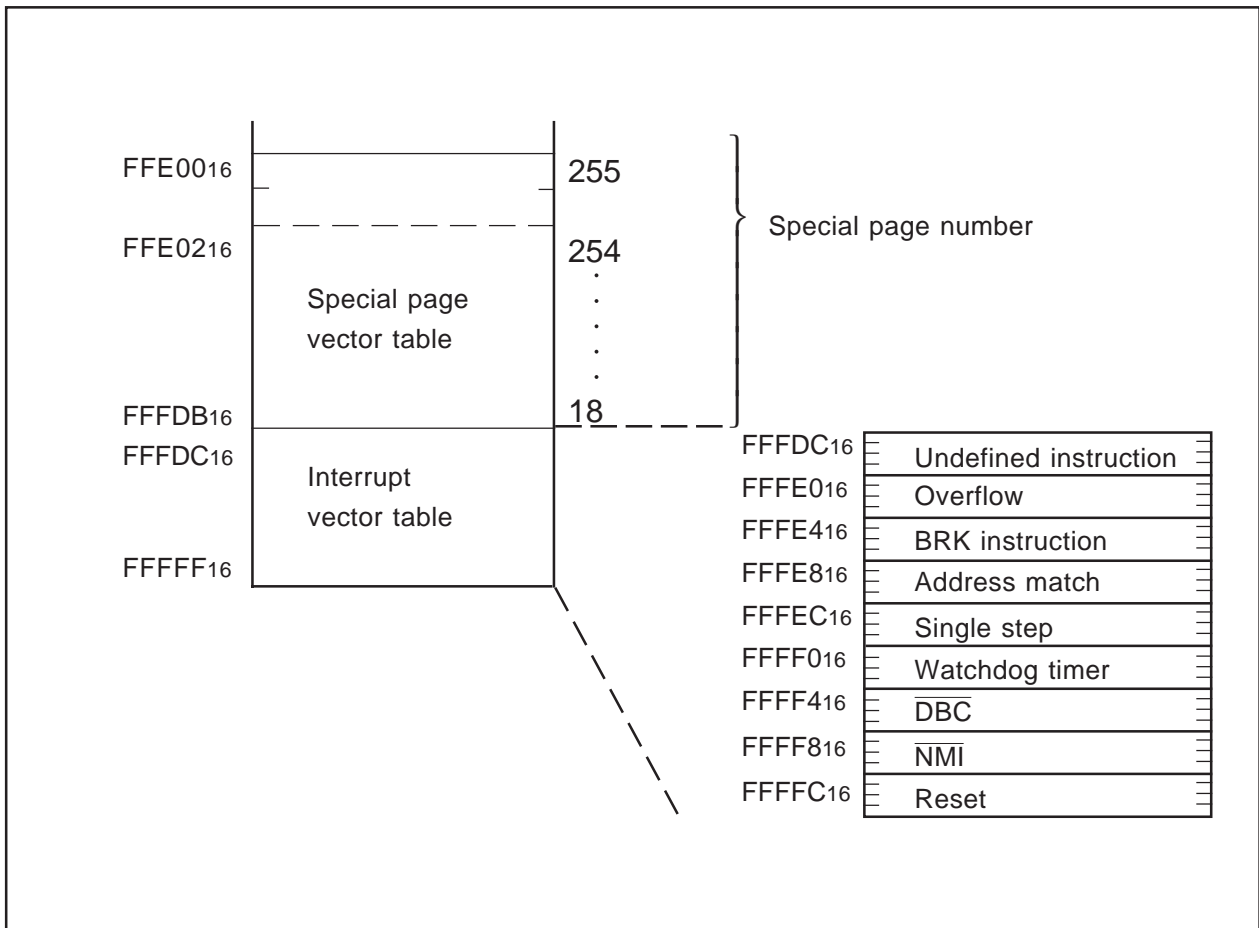 FFE0016
255
Special page number
FFE0216
254
Special page
vector table
FFFDB16
18
FFFDC16
Interrupt
vector table
FFFFF16
FFFDC16 Undefined instruction
FFFE016 Overflow
FFFE416 BRK instruction
FFFE816 Address match
FFFEC16 Single step
FFFF016 Watchdog timer
FFFF416 DBC
FFFF816 NMI
FFFFC16 Reset